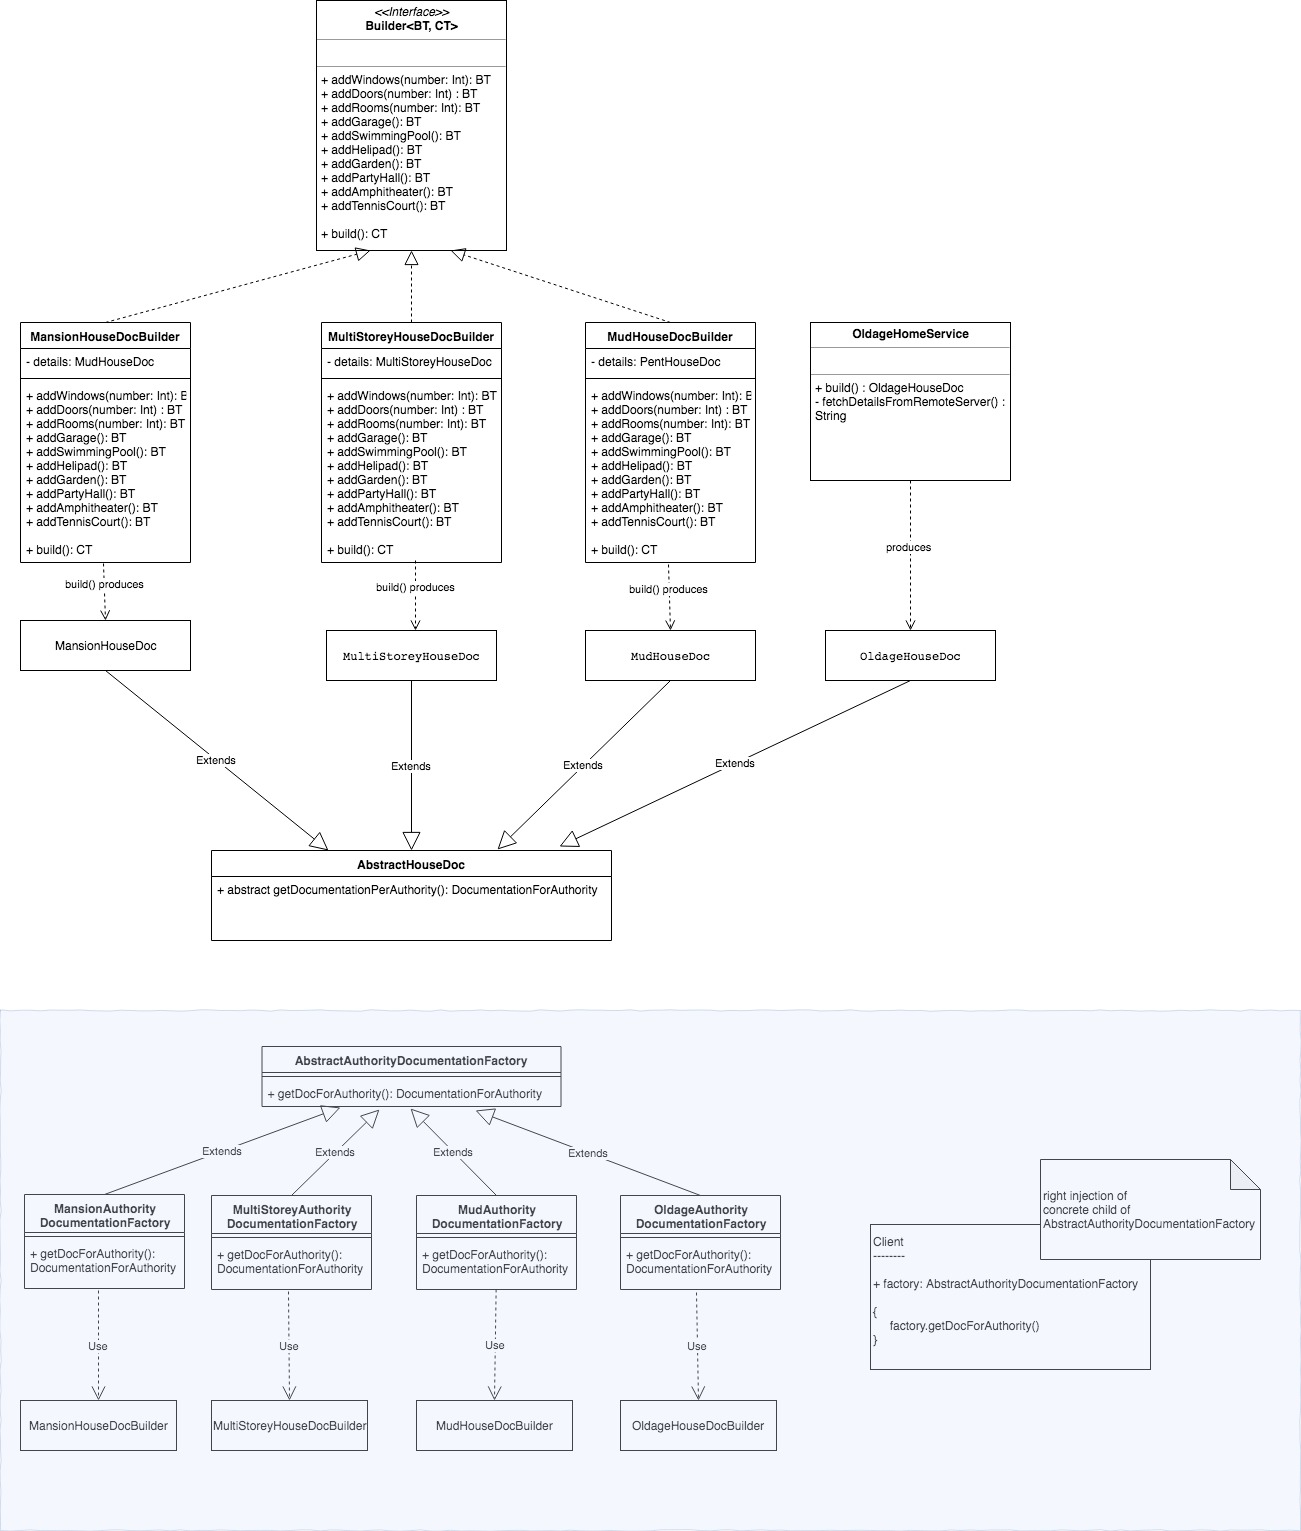 <<Interface>>
Builder<BT, CT>
+ addWindows(number: Int): BT
+ addDoors(number: Int) : BT
+ addRooms(number: Int): BT
+ addGarage(): BT
+ addSwimmingPool(): BT
+ addHelipad(): BT
+ addGarden(): BT
+ addPartyHall(): BT
+ addAmphitheater(): BT
+ addTennisCourt(): BT
+ build(): CT
MansionHouseDocBuilder
- details: MudHouseDoc
+ addWindows(number: Int): B
+ addDoors(number: Int) : BT
+ addRooms(number: Int): BT
+ addGarage(): BT
+ addSwimmingPool(): BT
+ addHelipad(): BT
+ addGarden(): BT
+ addPartyHall(): BT
+ addAmphitheater(): BT
+ addTennisCourt(): BT
+ build(): CT
MultiStoreyHouseDocBuilder
- details: MultiStoreyHouseDoc
+ addWindows(number: Int): BT
+ addDoors(number: Int) : BT
+ addRooms(number: Int): BT
+ addGarage(): BT
+ addSwimmingPool(): BT
+ addHelipad(): BT
+ addGarden(): BT
+ addPartyHall(): BT
+ addAmphitheater(): BT
+ addTennisCourt(): BT
+ build(): CT
MudHouseDocBuilder
- details: PentHouseDoc
+ addWindows(number: Int): B
+ addDoors(number: Int) : BT
+ addRooms(number: Int): BT
+ addGarage(): BT
+ addSwimmingPool(): BT
+ addHelipad(): BT
+ addGarden(): BT
+ addPartyHall(): BT
+ addAmphitheater(): BT
+ addTennisCourt(): BT
+ build(): CT
OldageHomeService
+ build() : OldageHouseDoc
- fetchDetailsFromRemoteServer() :
String
build() produces
build() produces
build() produces
produces
MansionHouseDoc
MultiStoreyHouseDoc
MudHouseDoc
OldageHouseDoc
Extends
Extends
Extends
Extends
AbstractHouseDoc
+ abstract getDocumentationPerAuthority(): DocumentationForAuthority
AbstractAuthorityDocumentationFactory
+ getDocForAuthority(): DocumentationForAuthority
Extends
Extends
Extends
Extends
MansionAuthority
DocumentationFactory
+ getDocForAuthority():
DocumentationForAuthority
MultiStoreyAuthority
DocumentationFactory
+ getDocForAuthority():
DocumentationForAuthority
MudAuthority
DocumentationFactory
+ getDocForAuthority():
DocumentationForAuthority
OldageAuthority
DocumentationFactory
+ getDocForAuthority():
DocumentationForAuthority
right injection of
concrete child of
AbstractAuthorityDocumentationFactory
Client
--------
+ factory: AbstractAuthorityDocumentationFactory
{
factory.getDocForAuthority()
}
Use
Use
Use
Use
MansionHouseDocBuilder
MultiStoreyHouseDocBuilder
MudHouseDocBuilder
OldageHouseDocBuilder